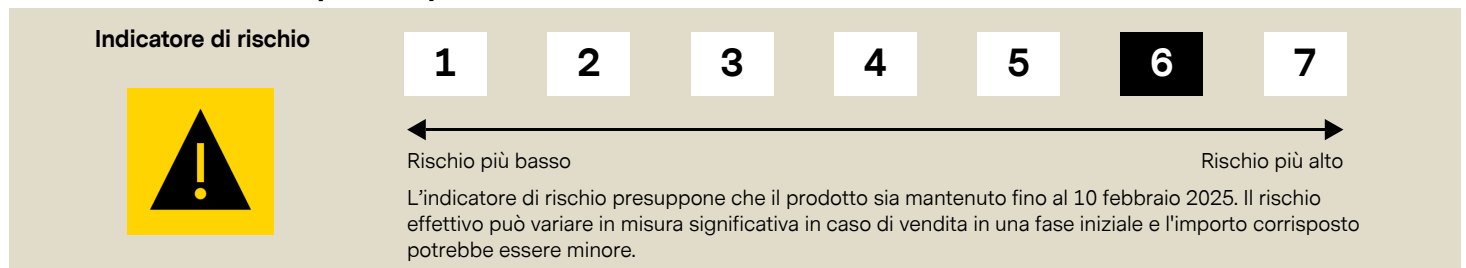 Indicatore di rischio
1 2 3 4 5 6 7
!
Rischio più basso Rischio più alto
L'indicatore di rischio presuppone che il prodotto sia mantenuto fino al 10 febbraio 2025. Il rischio
effettivo può variare in misura significativa in caso di vendita in una fase iniziale e l'importo corrisposto
potrebbe essere minore.